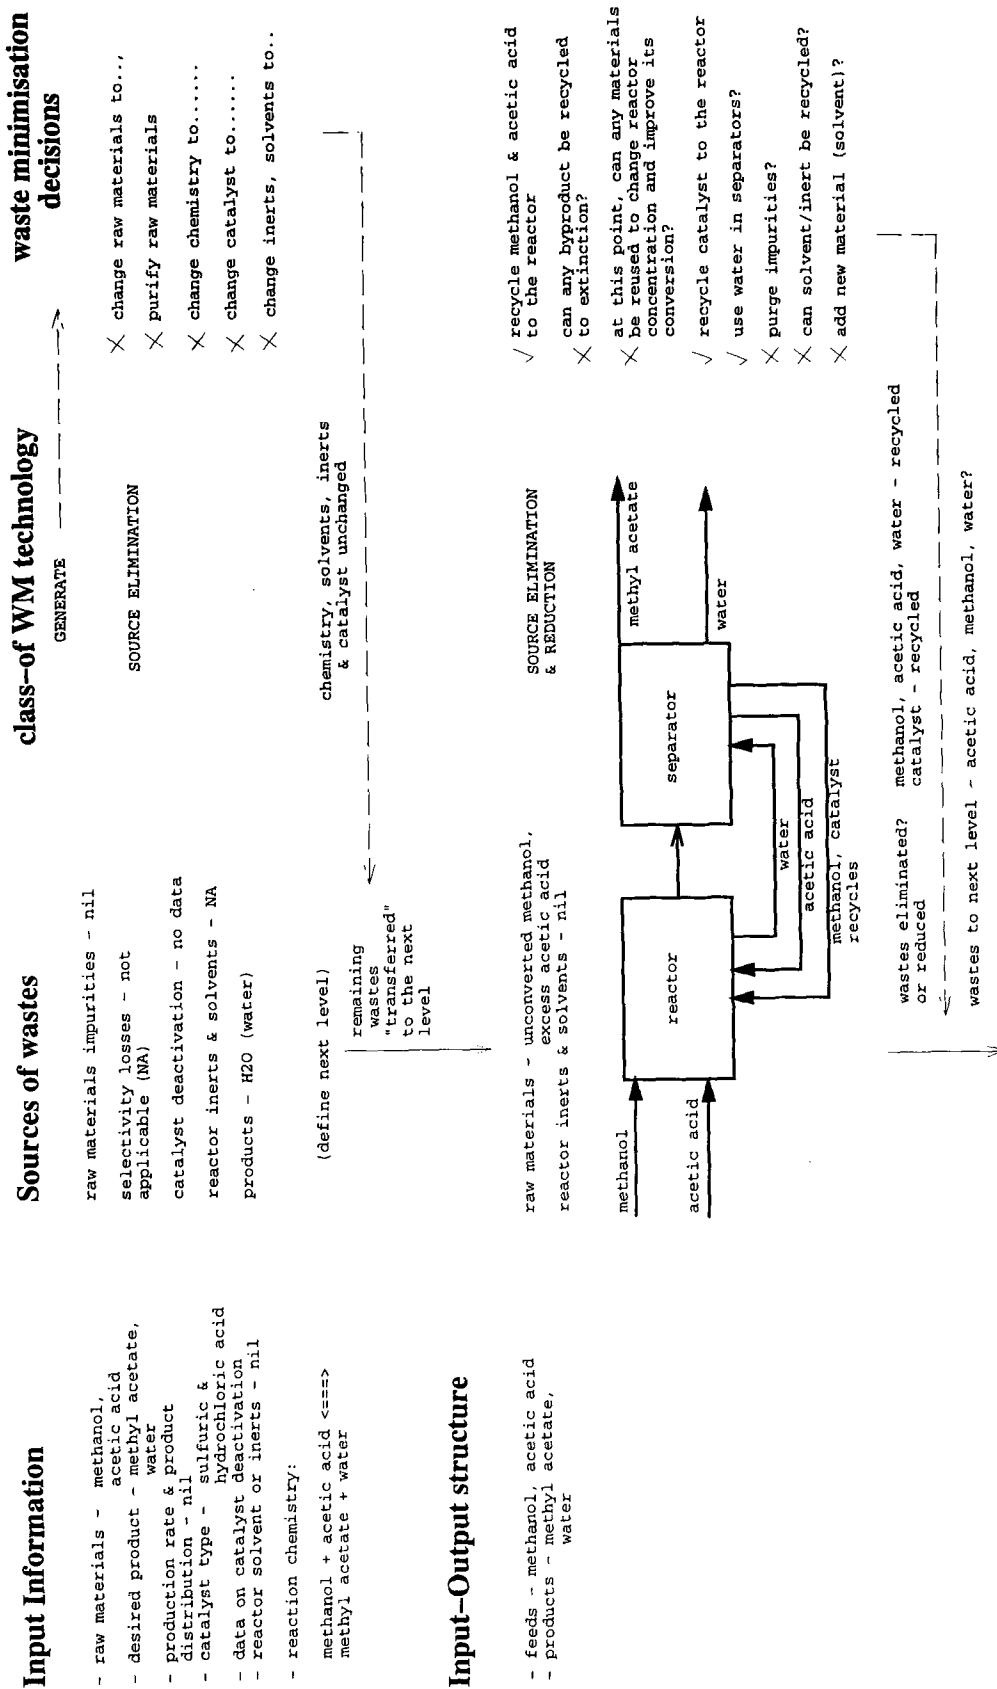 Input Information
Sources of wastes
class-of WM technology
waste minimisation
decisions
GENERATE
- raw materials - methanol,
acetic acid
- desired product - methyl acetate,
water
- production rate & product
distribution - nil
- catalyst type - sulfuric &
hydrochloric acid
- data on catalyst deactivation
- reactor solvent or inerts - nil
- reaction chemistry:
methanol + acetic acid <===>
methyl acetate + water
raw materials impurities - nil
selectivity losses - not
applicable (NA)
catalyst deactivation - no data
reactor inerts & solvents - NA
products - H2O (water)
(define next level)
remaining
wastes
"transferred"
to the next
level
SOURCE ELIMINATION
chemistry, solvents, inerts
& catalyst unchanged
X change raw materials to..,
X purify raw materials
X change chemistry to.....
X change catalyst to......
X change inerts, solvents to..
Input-Output structure
- feeds - methanol, acetic acid
- products - methyl acetate,
water
raw materials - unconverted methanol,
excess acetic acid
reactor inerts & solvents - nil
SOURCE ELIMINATION
& REDUCTION
methanol
acetic acid
reactor
separator
methyl acetate
water
water
acetic acid
methanol, catalyst
recycles
√ recycle methanol & acetic acid
to the reactor
can any byproduct be recycled
X to extinction?
at this point, can any materials
X be reused to change reactor
concentration and improve its
conversion?
√ recycle catalyst to the reactor
√ use water in separators?
X purge impurities?
X can solvent/inert be recycled?
X add new material (solvent)?
wastes eliminated? methanol, acetic acid, water - recycled
or reduced catalyst - recycled
wastes to next level - acetic acid, methanol, water?